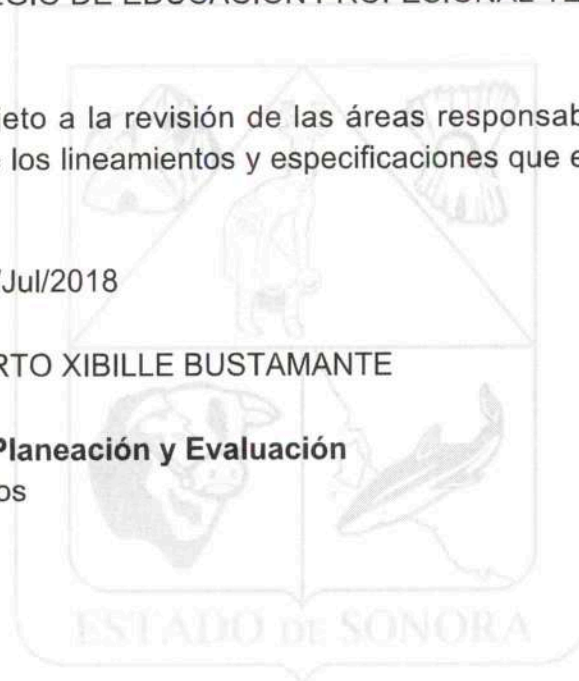 EGIO DE EDUCACIÓN PROFESIONAL TE
eto a la revisión de las áreas responsab
e los lineamientos y especificaciones que e
/Jul/2018
RTO XIBILLE BUSTAMANTE
Planeación y Evaluación
os
ESTADO DE SONORA